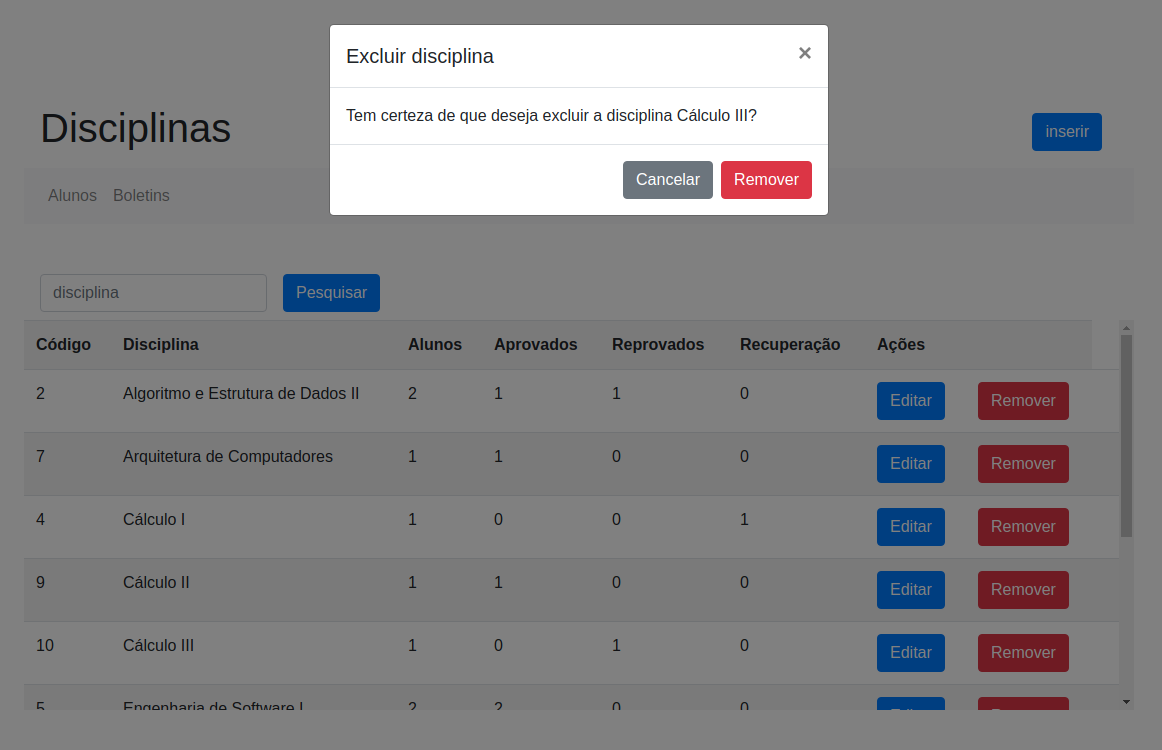 Excluir disciplina ×
Tem certeza de que deseja excluir a disciplina Cálculo III?
Cancelar Remover
Disciplinas inserir
Alunos Boletins
disciplina Pesquisar
Código Disciplina Alunos Aprovados Reprovados Recuperação Ações
2 Algoritmo e Estrutura de Dados II 2 1 1 0 Editar Remover
7 Arquitetura de Computadores 1 1 0 0 Editar Remover
4 Cálculo I 1 0 0 1 Editar Remover
9 Cálculo II 1 1 0 0 Editar Remover
10 Cálculo III 1 0 1 0 Editar Remover
5 Engenharia de Software I 2 2 0 0 Editar Remover